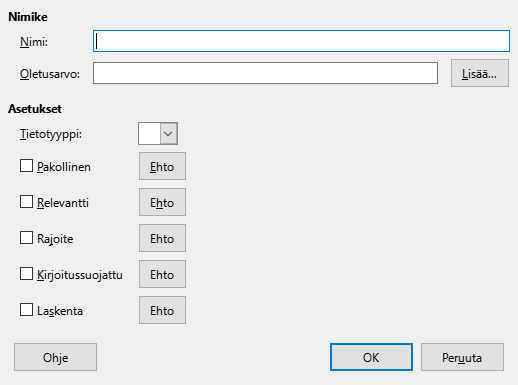 Nimike
Nimi:
Oletusarvo:
Lisää...
Asetukset
Tietotyyppi:
Pakollinen Ehto
Relevantti Ehto
Rajoite Ehto
Kirjoitussuojattu Ehto
Laskenta Ehto
Ohje OK Peruuta